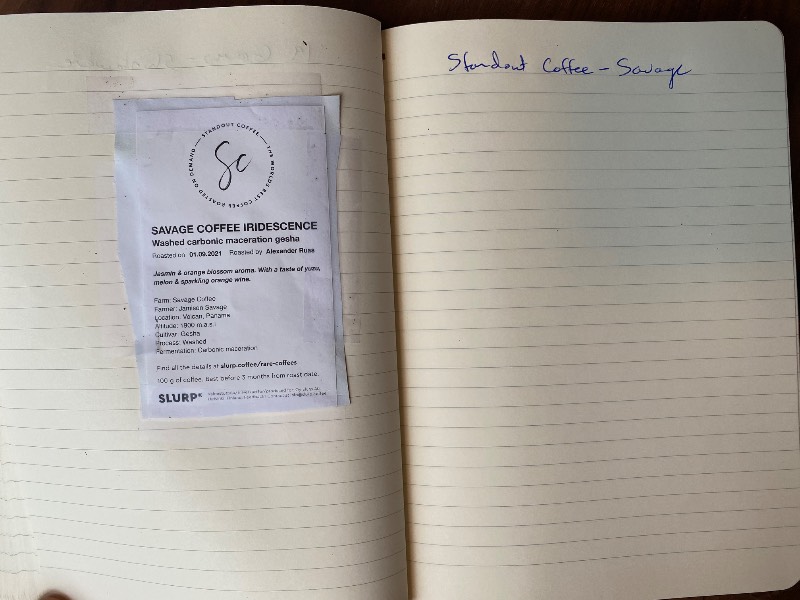 STANDOUT COFFEE — THE WORLDS BEST COFFEE ROASTED ON DEMAND —
Sc
SAVAGE COFFEE IRIDESCENCE
Washed carbonic maceration gesha
Roasted on 01.09.2021 Roasted by Alexander Ruas
Jasmin & orange blossom aroma. With a taste of yuzu,
melon & sparkling orange wine.
Farm: Savage Coffee
Farmer: Jamison Savage
Location: Volcan, Panama
Altitude: 1900 m.a.s.l
Cultivar: Gesha
Process: Washed
Fermentation: Carbonic maceration
Find all the details at slurp.coffee/rare-coffees
100 g of coffee, best before 3 months from roast date.
SLURP
Standout Coffee – Savage